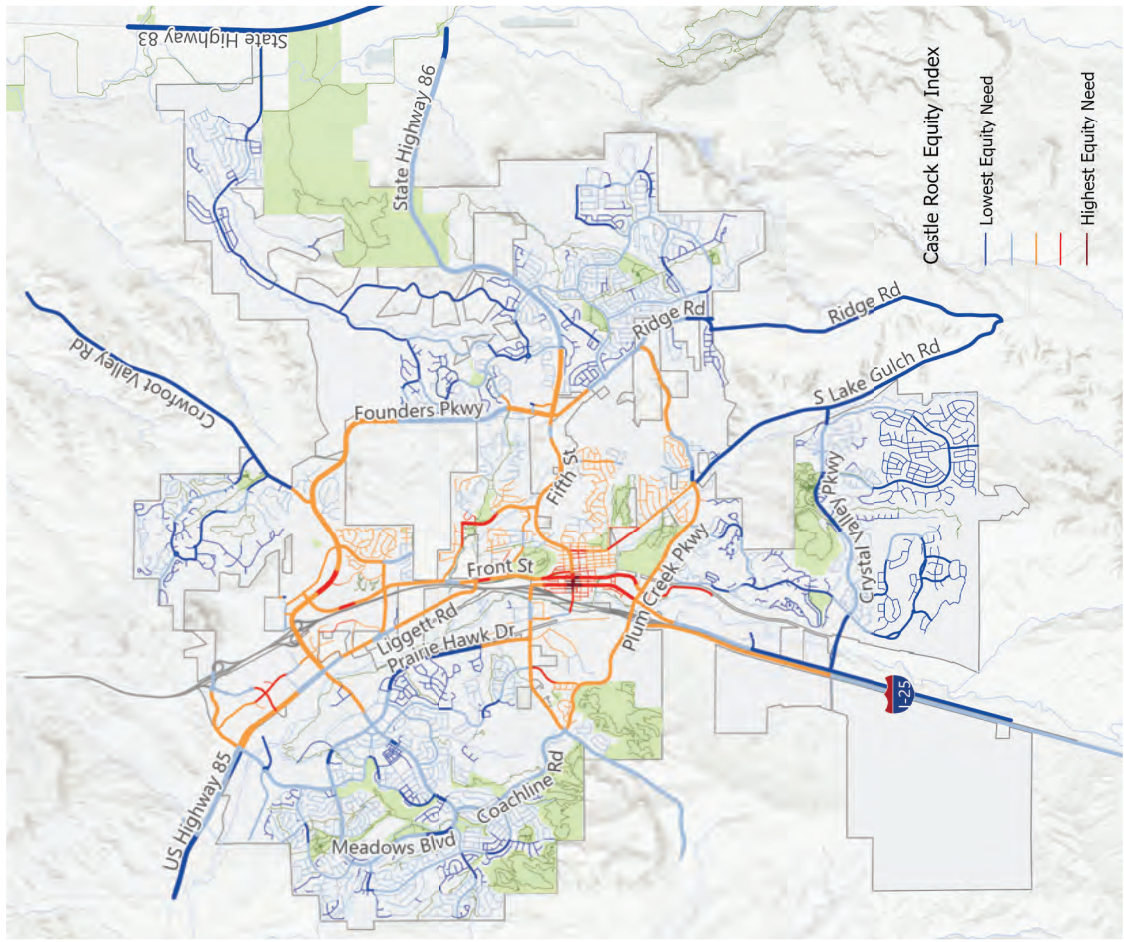 State Highway 83
State Highway 86
Crowfoot Valley Rd
Founders Pkwy
Ridge Rd
Ridge Rd
S Lake Gulch Rd
Fifth St
Front St
Liggett Rd
Prairie Hawk Dr
Plum Creek Pkwy
Crystal Valley Pkwy
I-25
US Highway 85
Meadows Blvd
Coachline Rd
Castle Rock Equity Index
Lowest Equity Need
Highest Equity Need